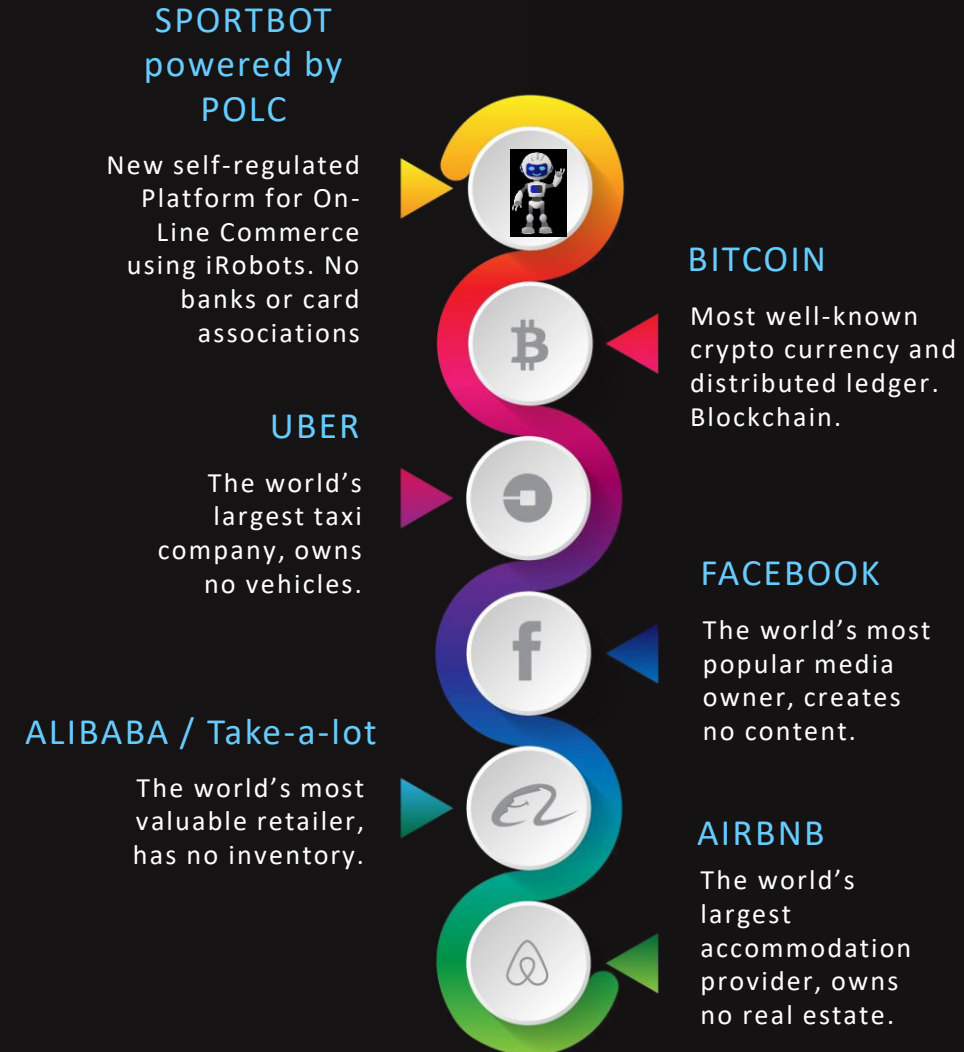 SPORTBOT
powered by
POLC
New self-regulated
Platform for On-
Line Commerce
using iRobots. No
banks or card
associations
BITCOIN
Most well-known
crypto currency and
distributed ledger.
Blockchain.
UBER
The world's
largest taxi
company, owns
no vehicles.
FACEBOOK
The world's most
popular media
owner, creates
no content.
ALIBABA / Take-a-lot
The world's most
valuable retailer,
has no inventory.
AIRBNB
The world's
largest
accommodation
provider, owns
no real estate.